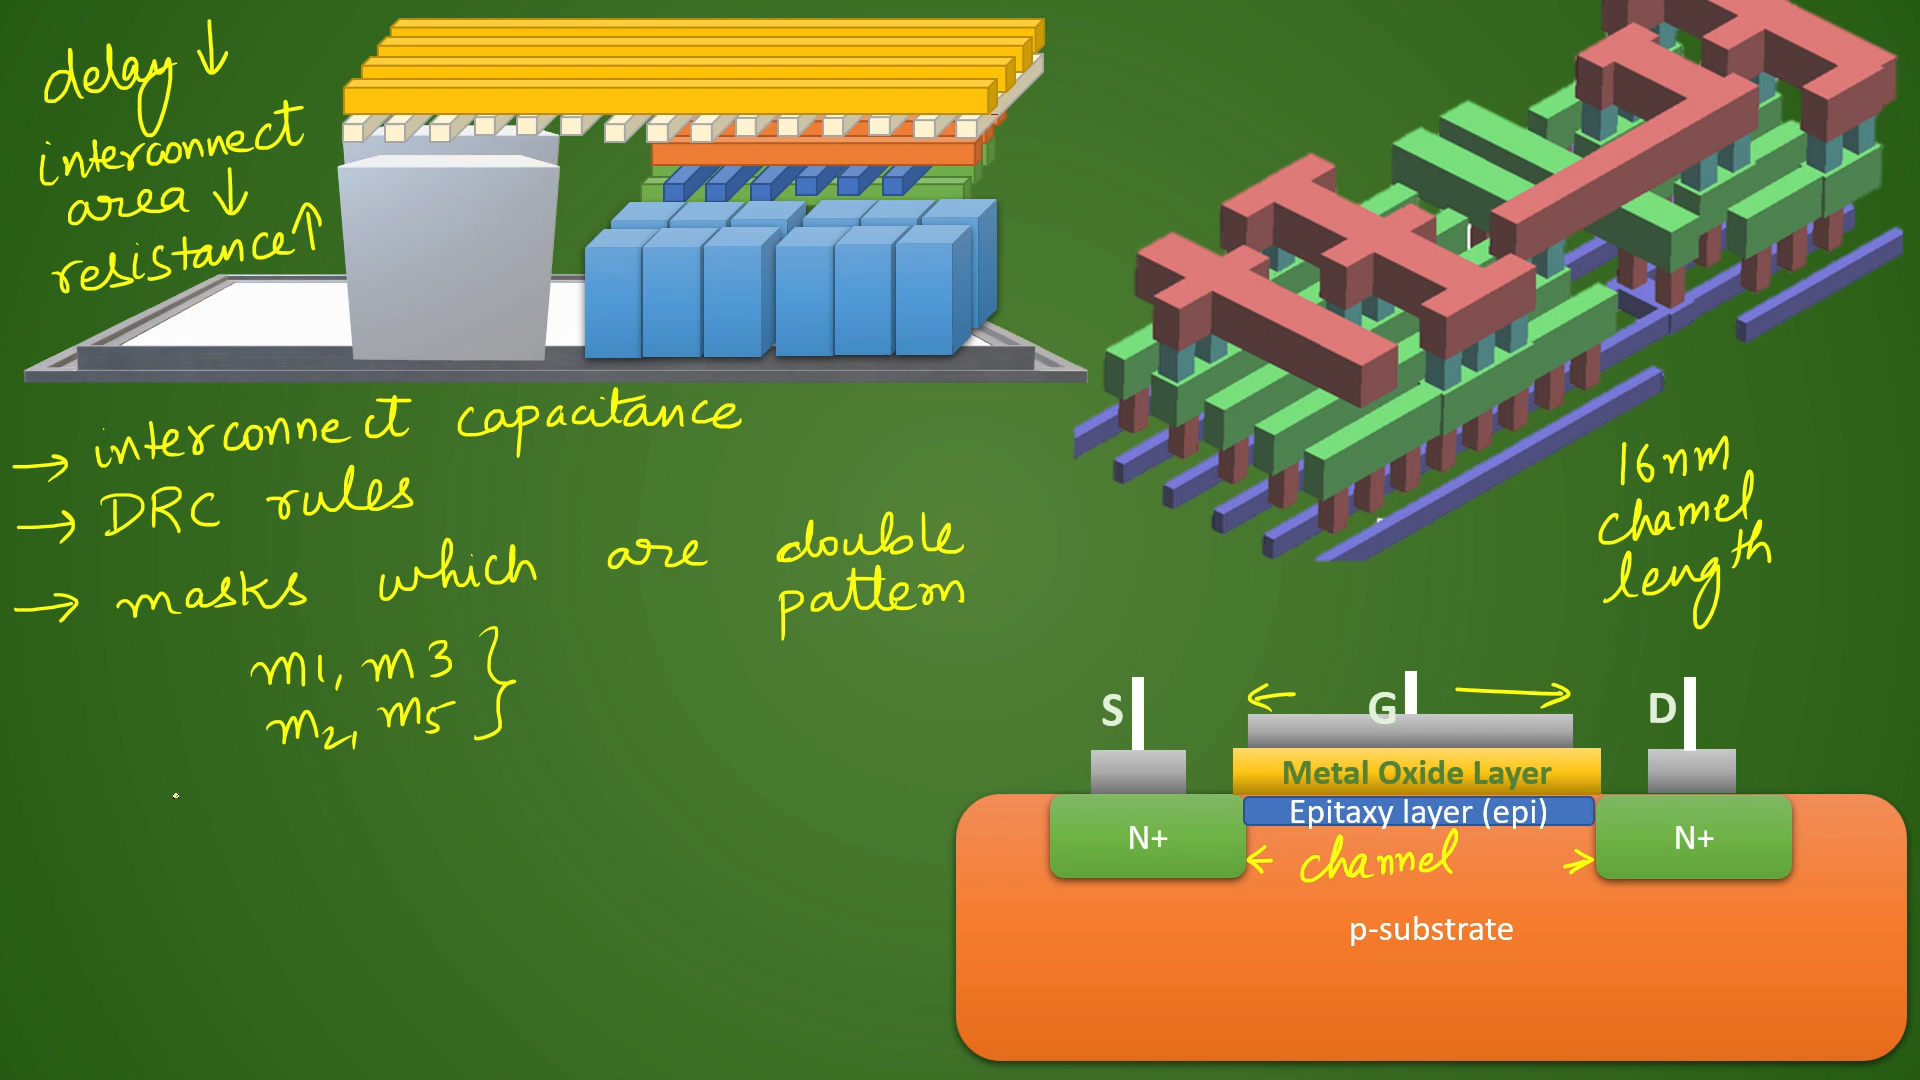 delay ↓
interconnect
area ↓
resistance ↑
→ interconnect capacitance
→ DRC rules
→ masks which are double
pattern
m1, m3 }
m2, m5
16nm
channel
length
S
← G →
D
Metal Oxide Layer
Epitaxy layer (epi)
N+
← channel →
N+
p-substrate